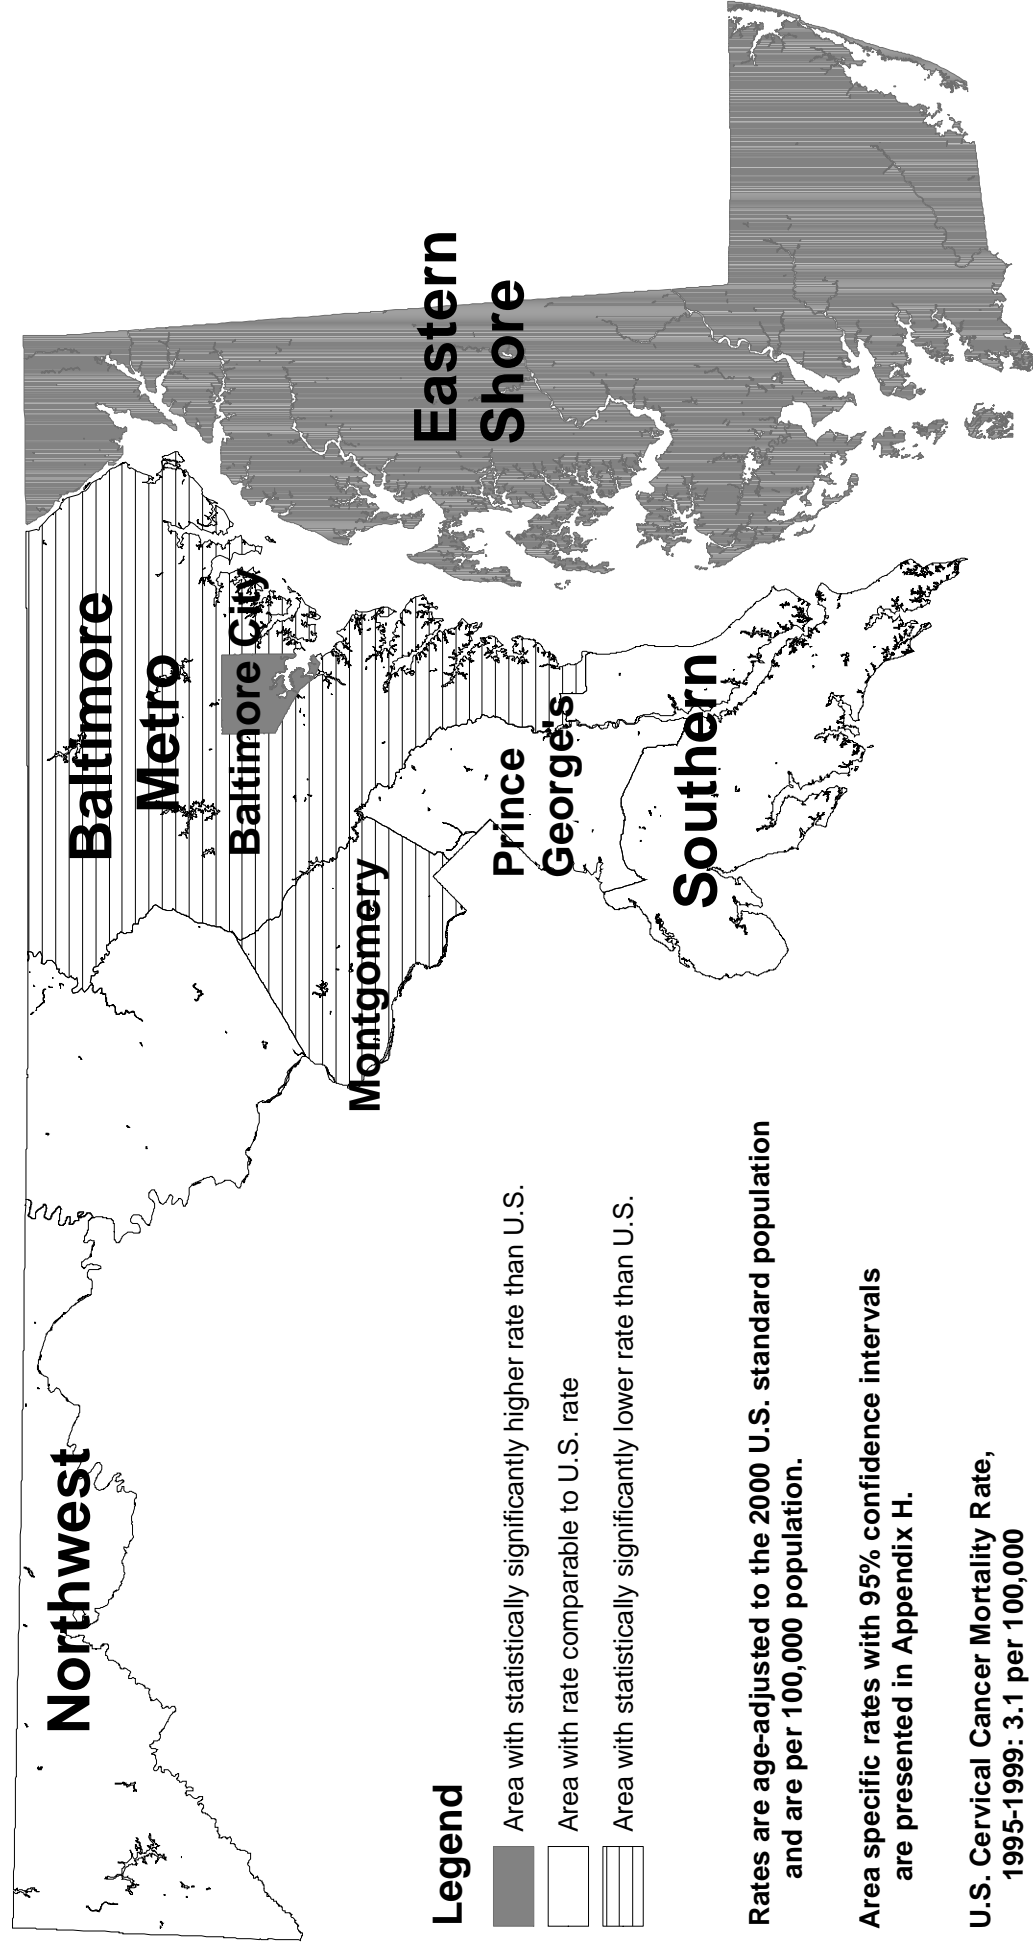 Northwest
Baltimore
Metro
Baltimore City
Montgomery
Eastern
Shore
Prince
George's
Southern
Legend
Area with statistically significantly higher rate than U.S.
Area with rate comparable to U.S. rate
Area with statistically significantly lower rate than U.S.
Rates are age-adjusted to the 2000 U.S. standard population
and are per 100,000 population.
Area specific rates with 95% confidence intervals
are presented in Appendix H.
U.S. Cervical Cancer Mortality Rate,
1995-1999: 3.1 per 100,000